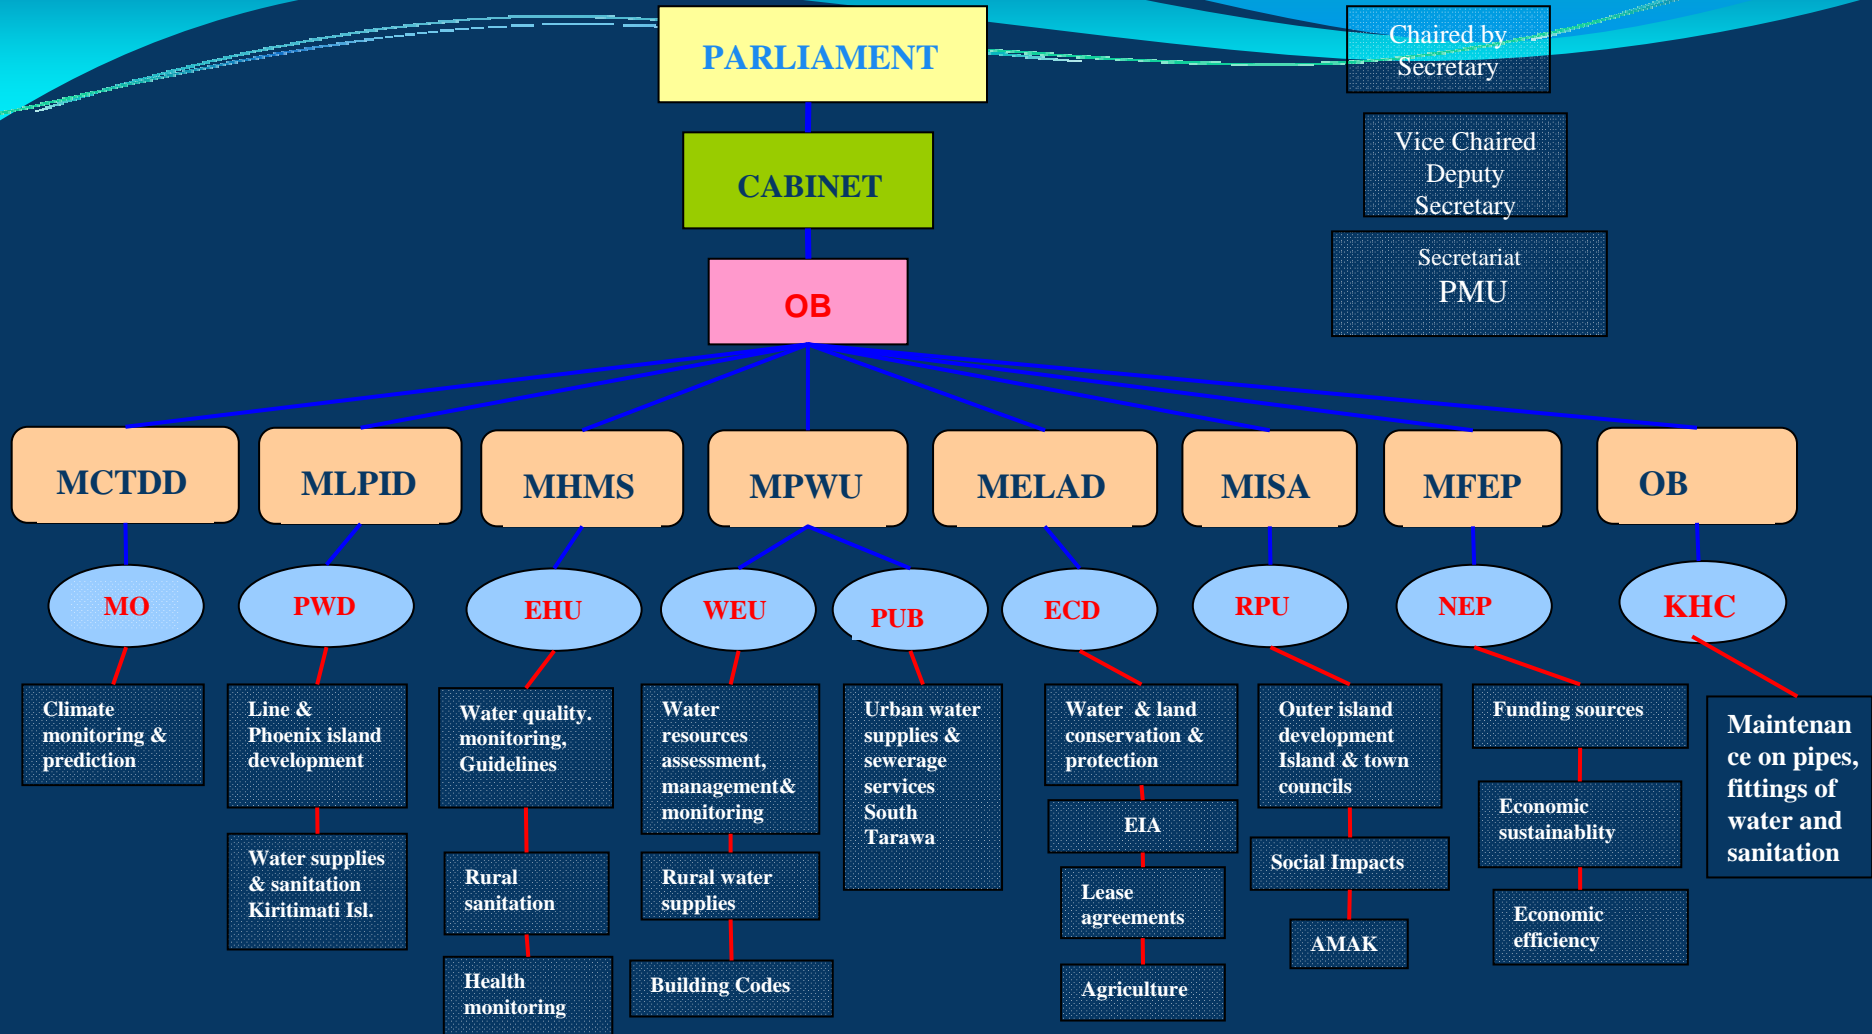 PARLIAMENT
Chaired by
Secretary
CABINET
Vice Chaired
Deputy
Secretary
OB
Secretariat
PMU
MCTDD
MLPID
MHMS
MPWU
MELAD
MISA
MFEP
OB
MO
PWD
EHU
WEU
PUB
ECD
RPU
NEP
KHC
Climate
monitoring &
prediction
Line &
Phoenix island
development
Water supplies
& sanitation
Kiritimati Isl.
Water quality.
monitoring,
Guidelines
Rural
sanitation
Health
monitoring
Water
resources
assessment,
management&
monitoring
Rural water
supplies
Building Codes
Urban water
supplies &
sewerage
services
South
Tarawa
Water & land
conservation &
protection
EIA
Lease
agreements
Agriculture
Outer island
development
Island & town
councils
Social Impacts
AMAK
Funding sources
Economic
sustainablity
Economic
efficiency
Maintenan
ce on pipes,
fittings of
water and
sanitation